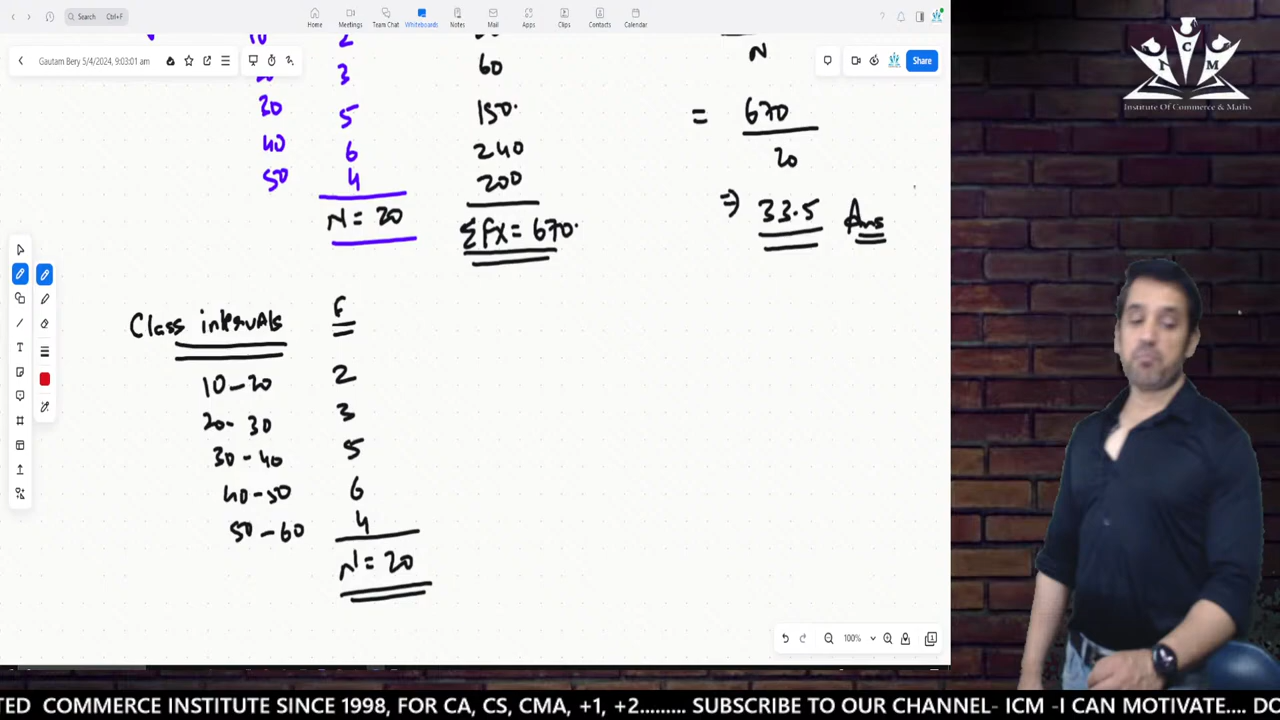 Search Ctrl+F
Home Meetings Team Chat Whiteboards Notes Mail Apps Clips Contacts Calendar
Gautam Bery 5/4/2024, 9:03:01 am
Share
ICM
Institute Of Commerce & Maths
10 2
3 60
30 5 150.
40 6 240
50 4 200
N = 20 ΣFX = 670.
N
= 670
20
⇒ 33.5 Ans
Class intervals F
10-20 2
20-30 3
30-40 5
40-50 6
50-60 4
N = 20
100%
TED COMMERCE INSTITUTE SINCE 1998, FOR CA, CS, CMA, +1, +2......... SUBSCRIBE TO OUR CHANNEL- ICM -I CAN MOTIVATE.... DO